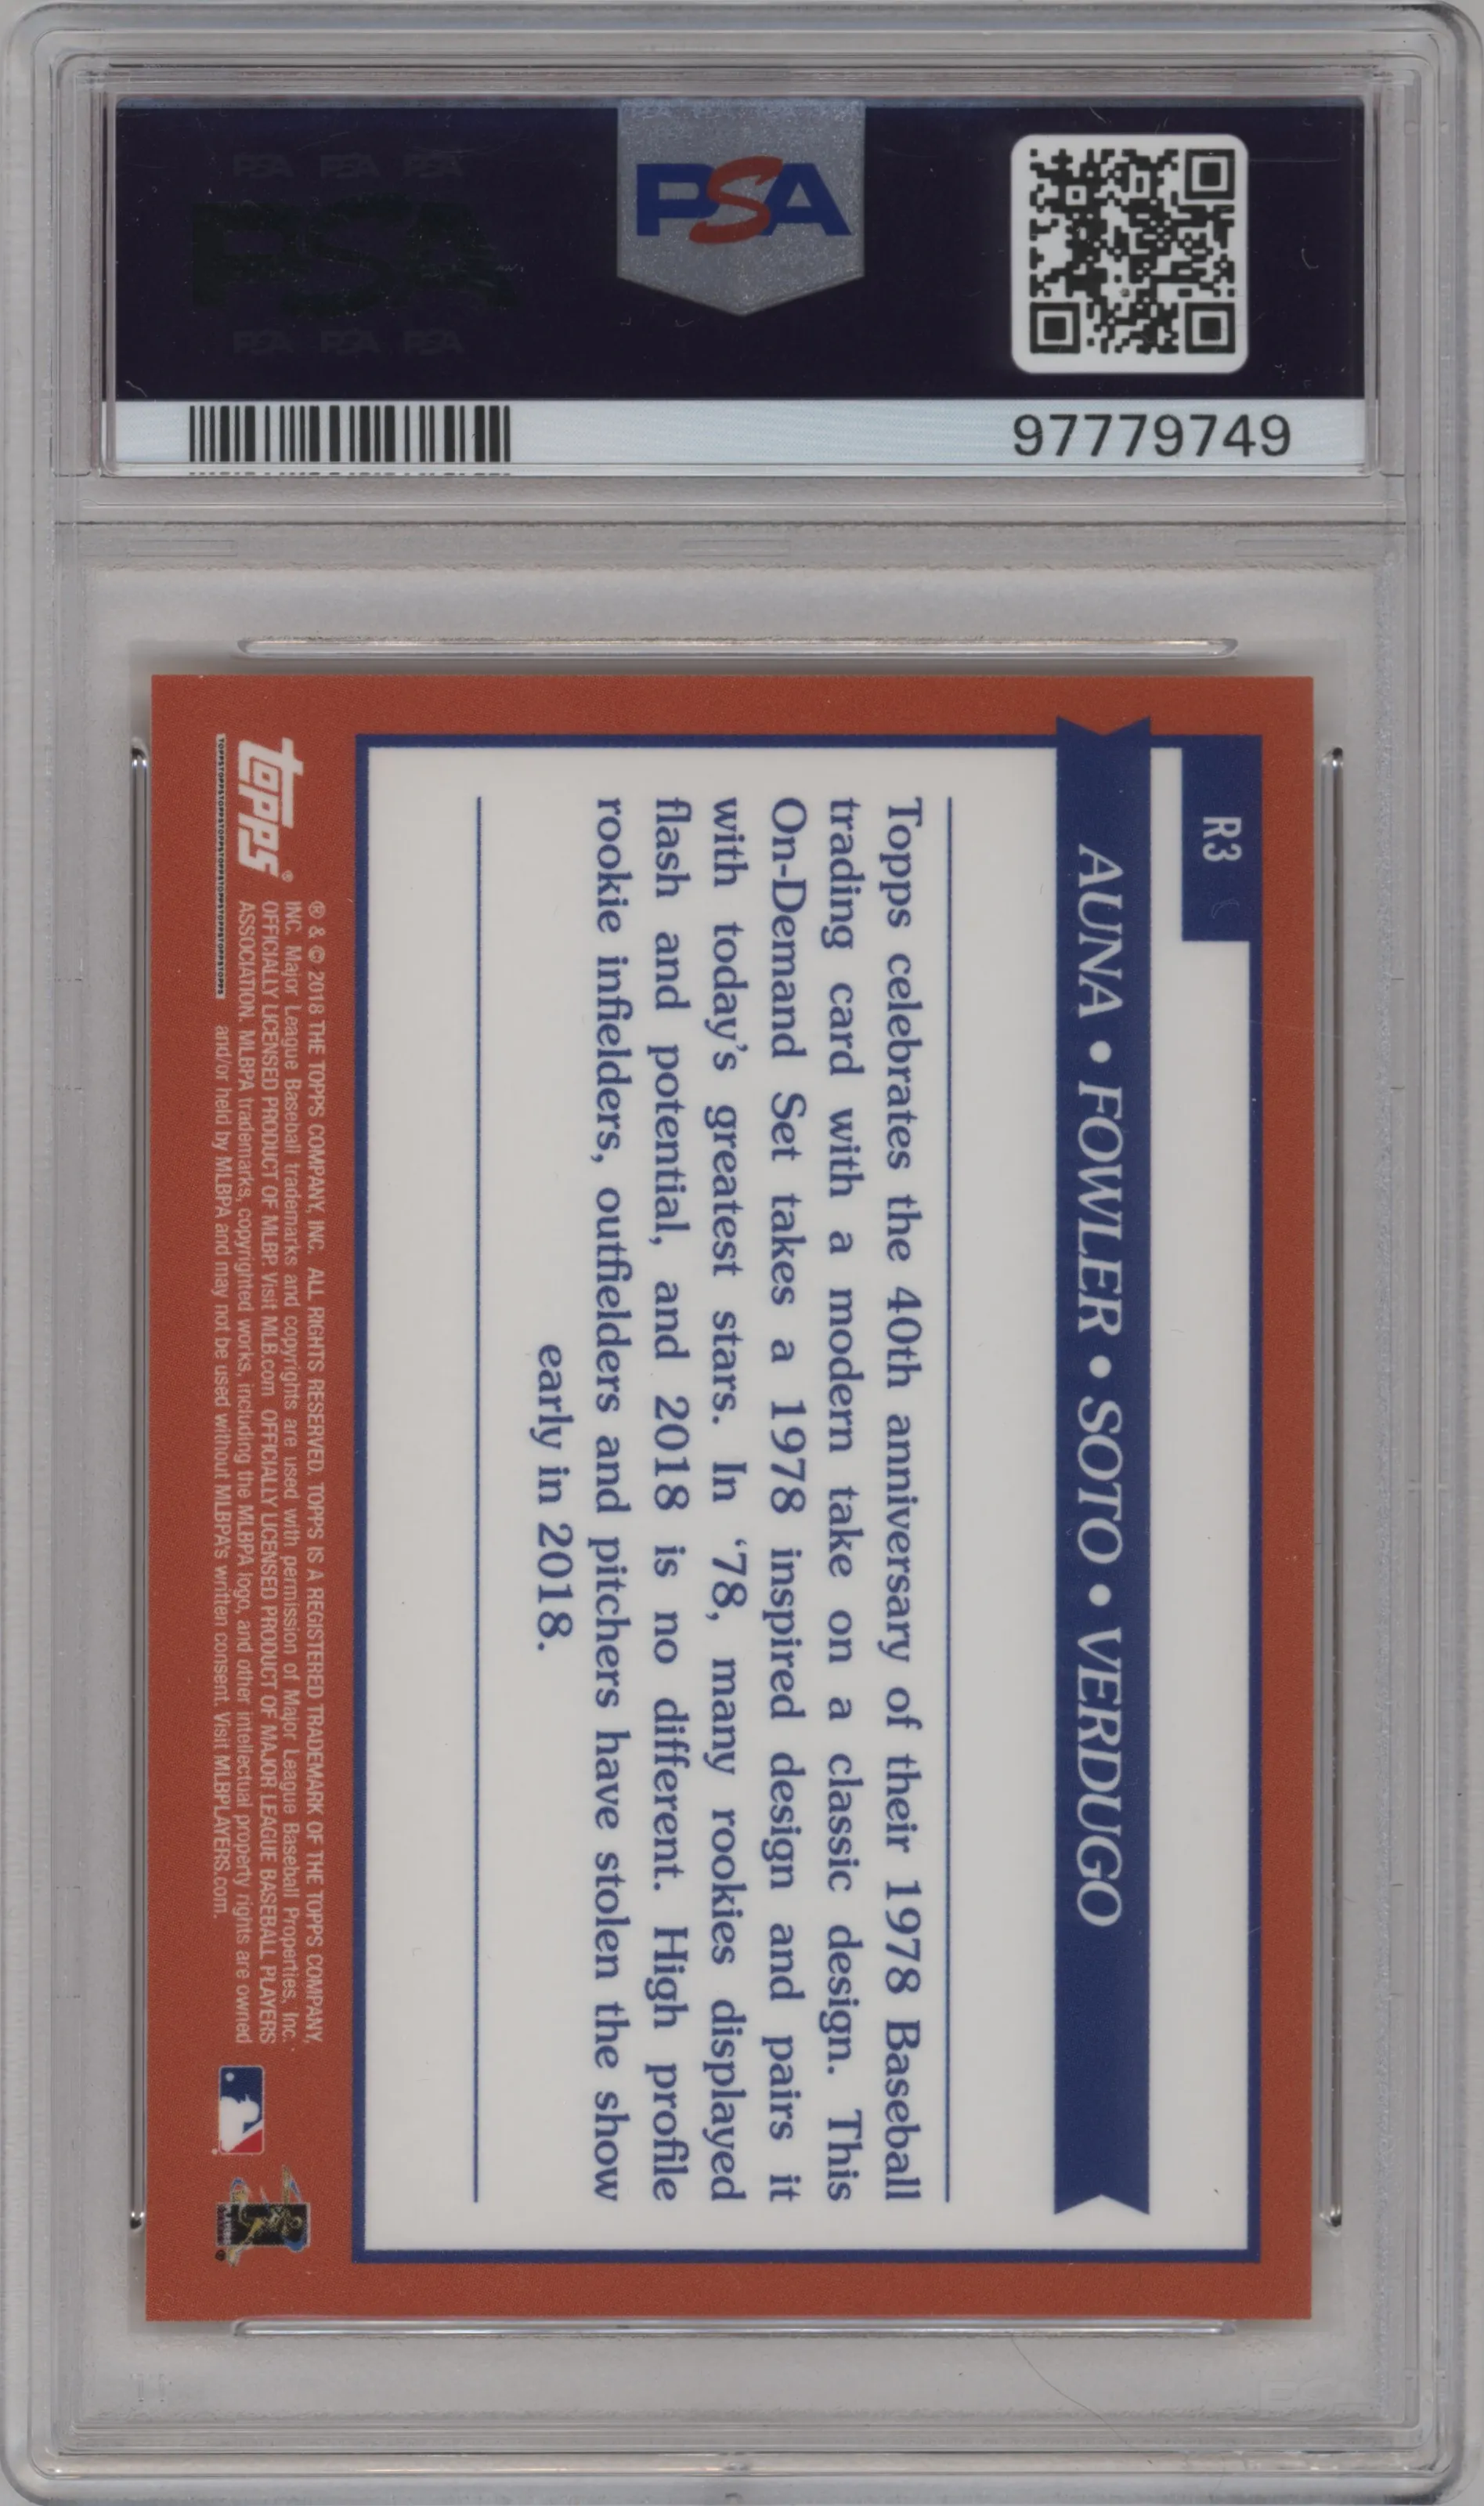 PSA PSA PSA
PSA
PSA PSA PSA
PSA
97779749
R3
AUNA • FOWLER • SOTO • VERDUGO
Topps celebrates the 40th anniversary of their 1978 Baseball
trading card with a modern take on a classic design. This
On-Demand Set takes a 1978 inspired design and pairs it
with today's greatest stars. In ‘78, many rookies displayed
flash and potential, and 2018 is no different. High profile
rookie infielders, outfielders and pitchers have stolen the show
early in 2018.
topps®
® & © 2018 THE TOPPS COMPANY, INC. ALL RIGHTS RESERVED. TOPPS IS A REGISTERED TRADEMARK OF THE TOPPS COMPANY,
INC. Major League Baseball trademarks and copyrights are used with permission of Major League Baseball Properties, Inc.
OFFICIALLY LICENSED PRODUCT OF MLBP. Visit MLB.com OFFICIALLY LICENSED PRODUCT OF MAJOR LEAGUE BASEBALL PLAYERS
ASSOCIATION. MLBPA trademarks, copyrighted works, including the MLBPA logo, and other intellectual property rights are owned
and/or held by MLBPA and may not be used without MLBPA's written consent. Visit MLBPLAYERS.com.